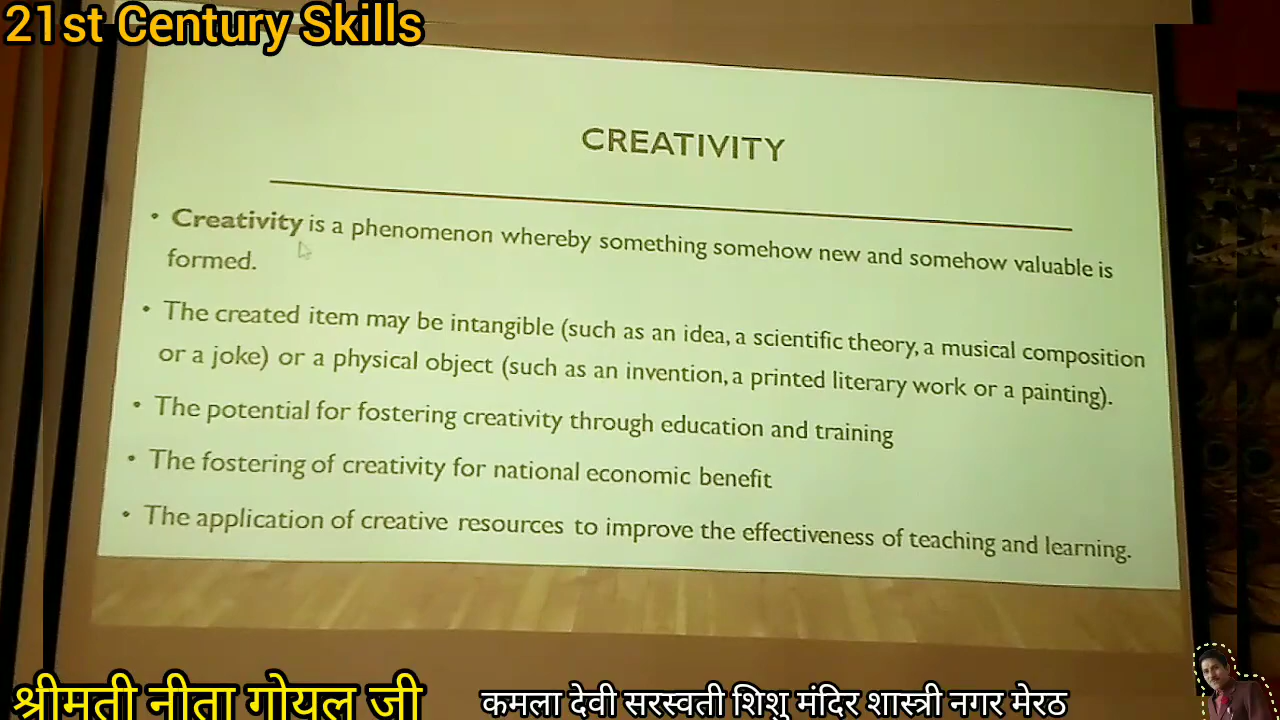 21st Century Skills
CREATIVITY
• Creativity is a phenomenon whereby something somehow new and somehow valuable is
formed.
• The created item may be intangible (such as an idea, a scientific theory, a musical composition
or a joke) or a physical object (such as an invention, a printed literary work or a painting).
• The potential for fostering creativity through education and training
• The fostering of creativity for national economic benefit
• The application of creative resources to improve the effectiveness of teaching and learning.
श्रीमती नीता गोयल जी
कमला देवी सरस्वती शिशु मंदिर शास्त्री नगर मेरठ